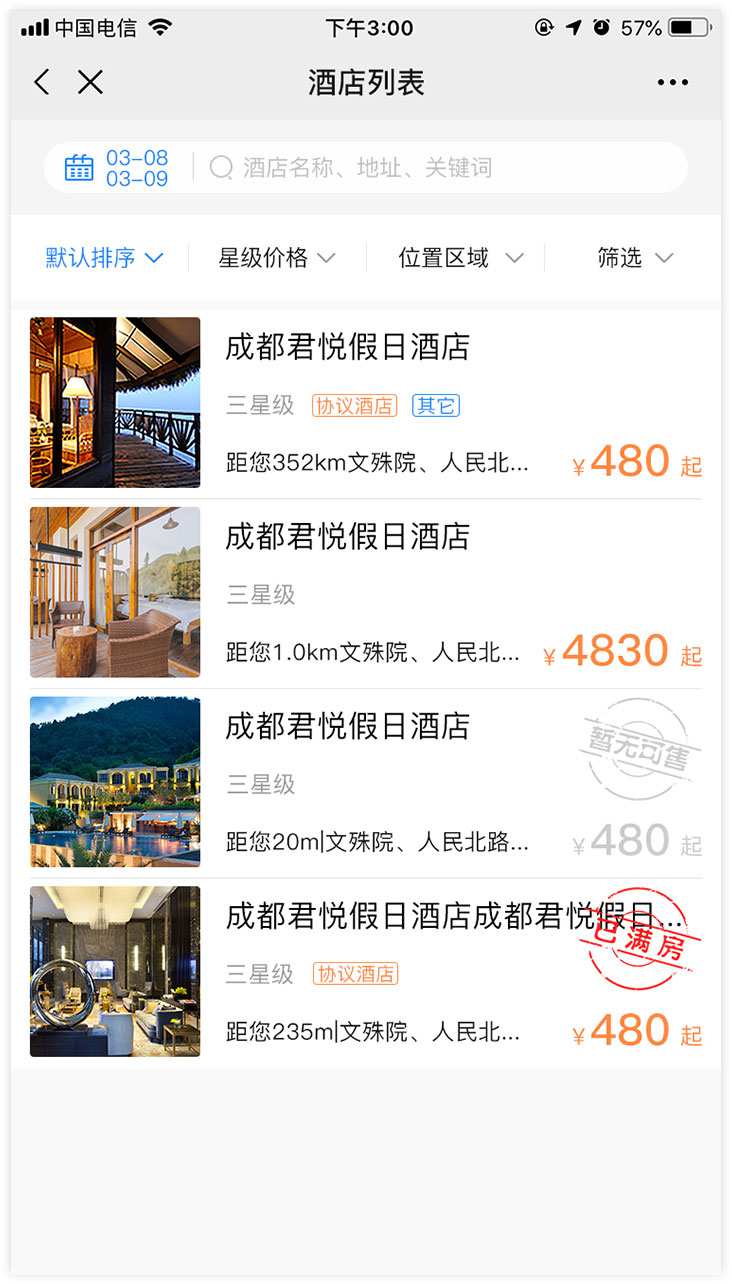 中国电信 下午3:00 57%
酒店列表
03-08
03-09
酒店名称、地址、关键词
默认排序 星级价格 位置区域 筛选
成都君悦假日酒店
三星级 协议酒店 其它
距您352km文殊院、人民北... ¥480 起
成都君悦假日酒店
三星级
距您1.0km文殊院、人民北... ¥4830 起
成都君悦假日酒店
暂无可售
三星级
距您20m|文殊院、人民北路... ¥480 起
成都君悦假日酒店成都君悦假日...
已满房
三星级 协议酒店
距您235m|文殊院、人民北... ¥480 起